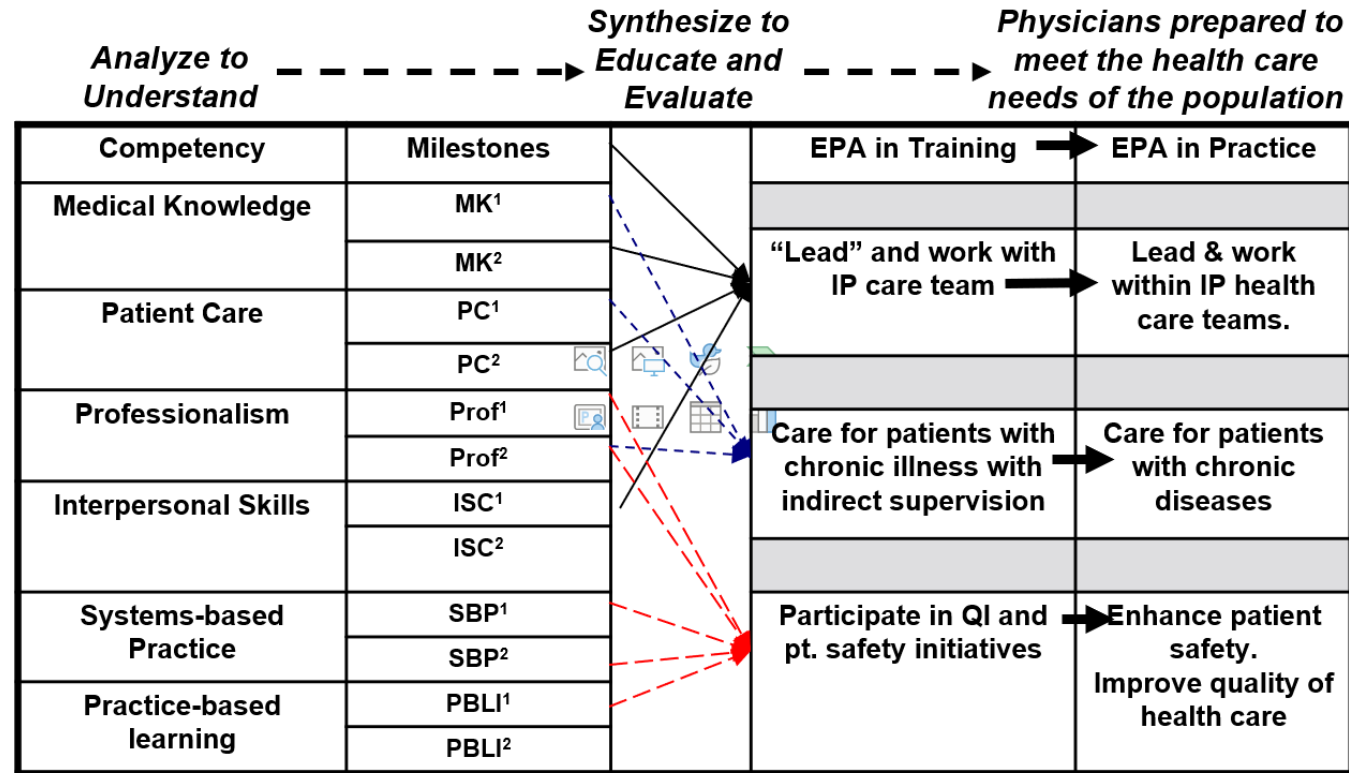 Analyze to
Understand
Synthesize to
Educate and
Evaluate
Physicians prepared to
meet the health care
needs of the population
Competency
Milestones
EPA in Training
EPA in Practice
Medical Knowledge
MK¹
MK²
"Lead" and work with
IP care team
Lead & work
within IP health
care teams.
Patient Care
PC¹
PC²
Professionalism
Prof¹
Prof²
Care for patients with
chronic illness with
indirect supervision
Care for patients
with chronic
diseases
Interpersonal Skills
ISC¹
ISC²
Systems-based
Practice
SBP¹
SBP²
Participate in QI and
pt. safety initiatives
Enhance patient
safety.
Improve quality of
health care
Practice-based
learning
PBLI¹
PBLI²